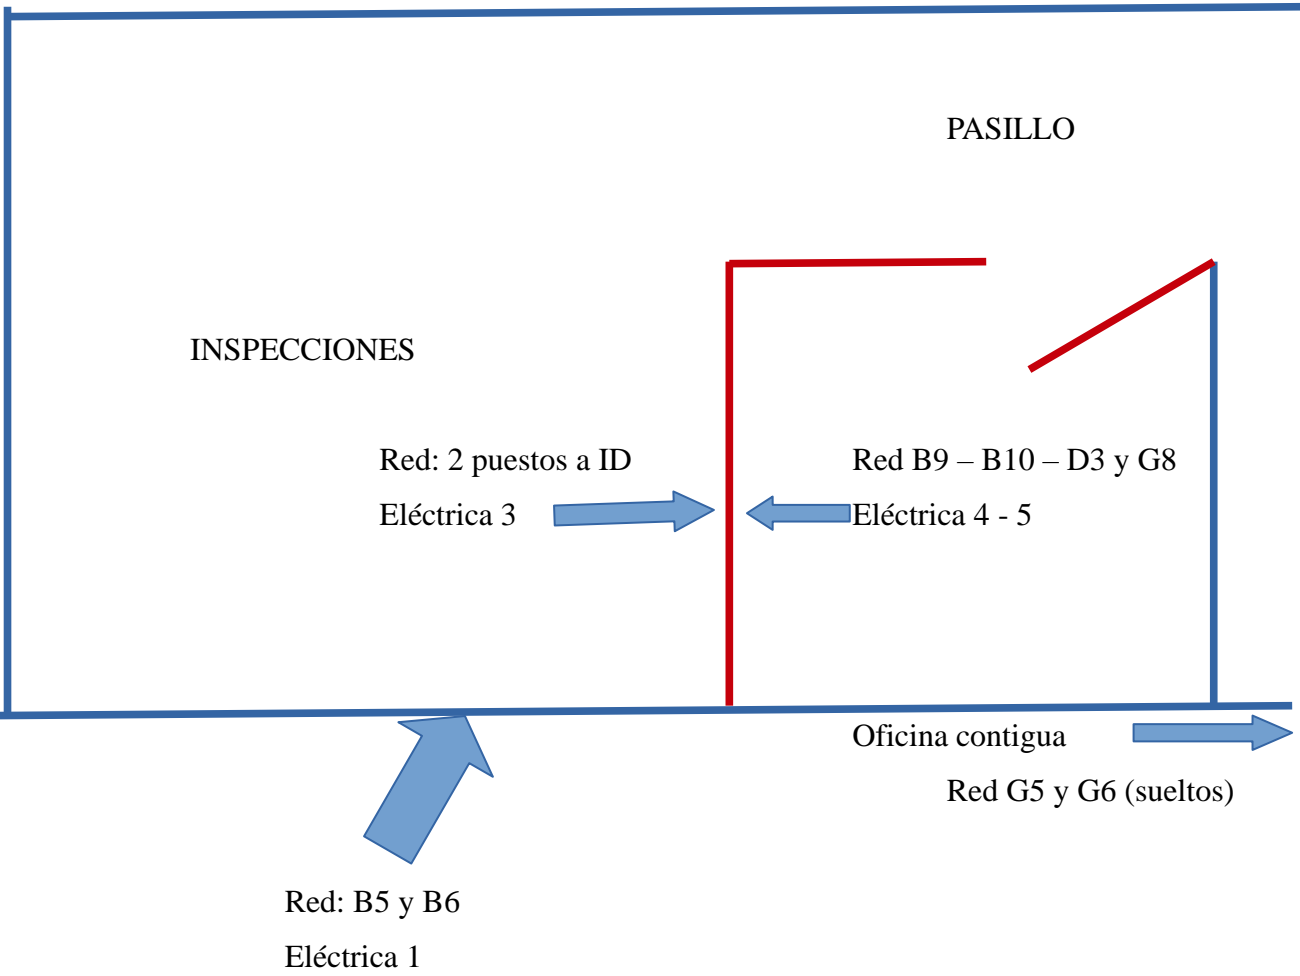 PASILLO
INSPECCIONES
Red: 2 puestos a ID
Eléctrica 3
Red B9 – B10 – D3 y G8
Eléctrica 4 - 5
Oficina contigua
Red G5 y G6 (sueltos)
Red: B5 y B6
Eléctrica 1